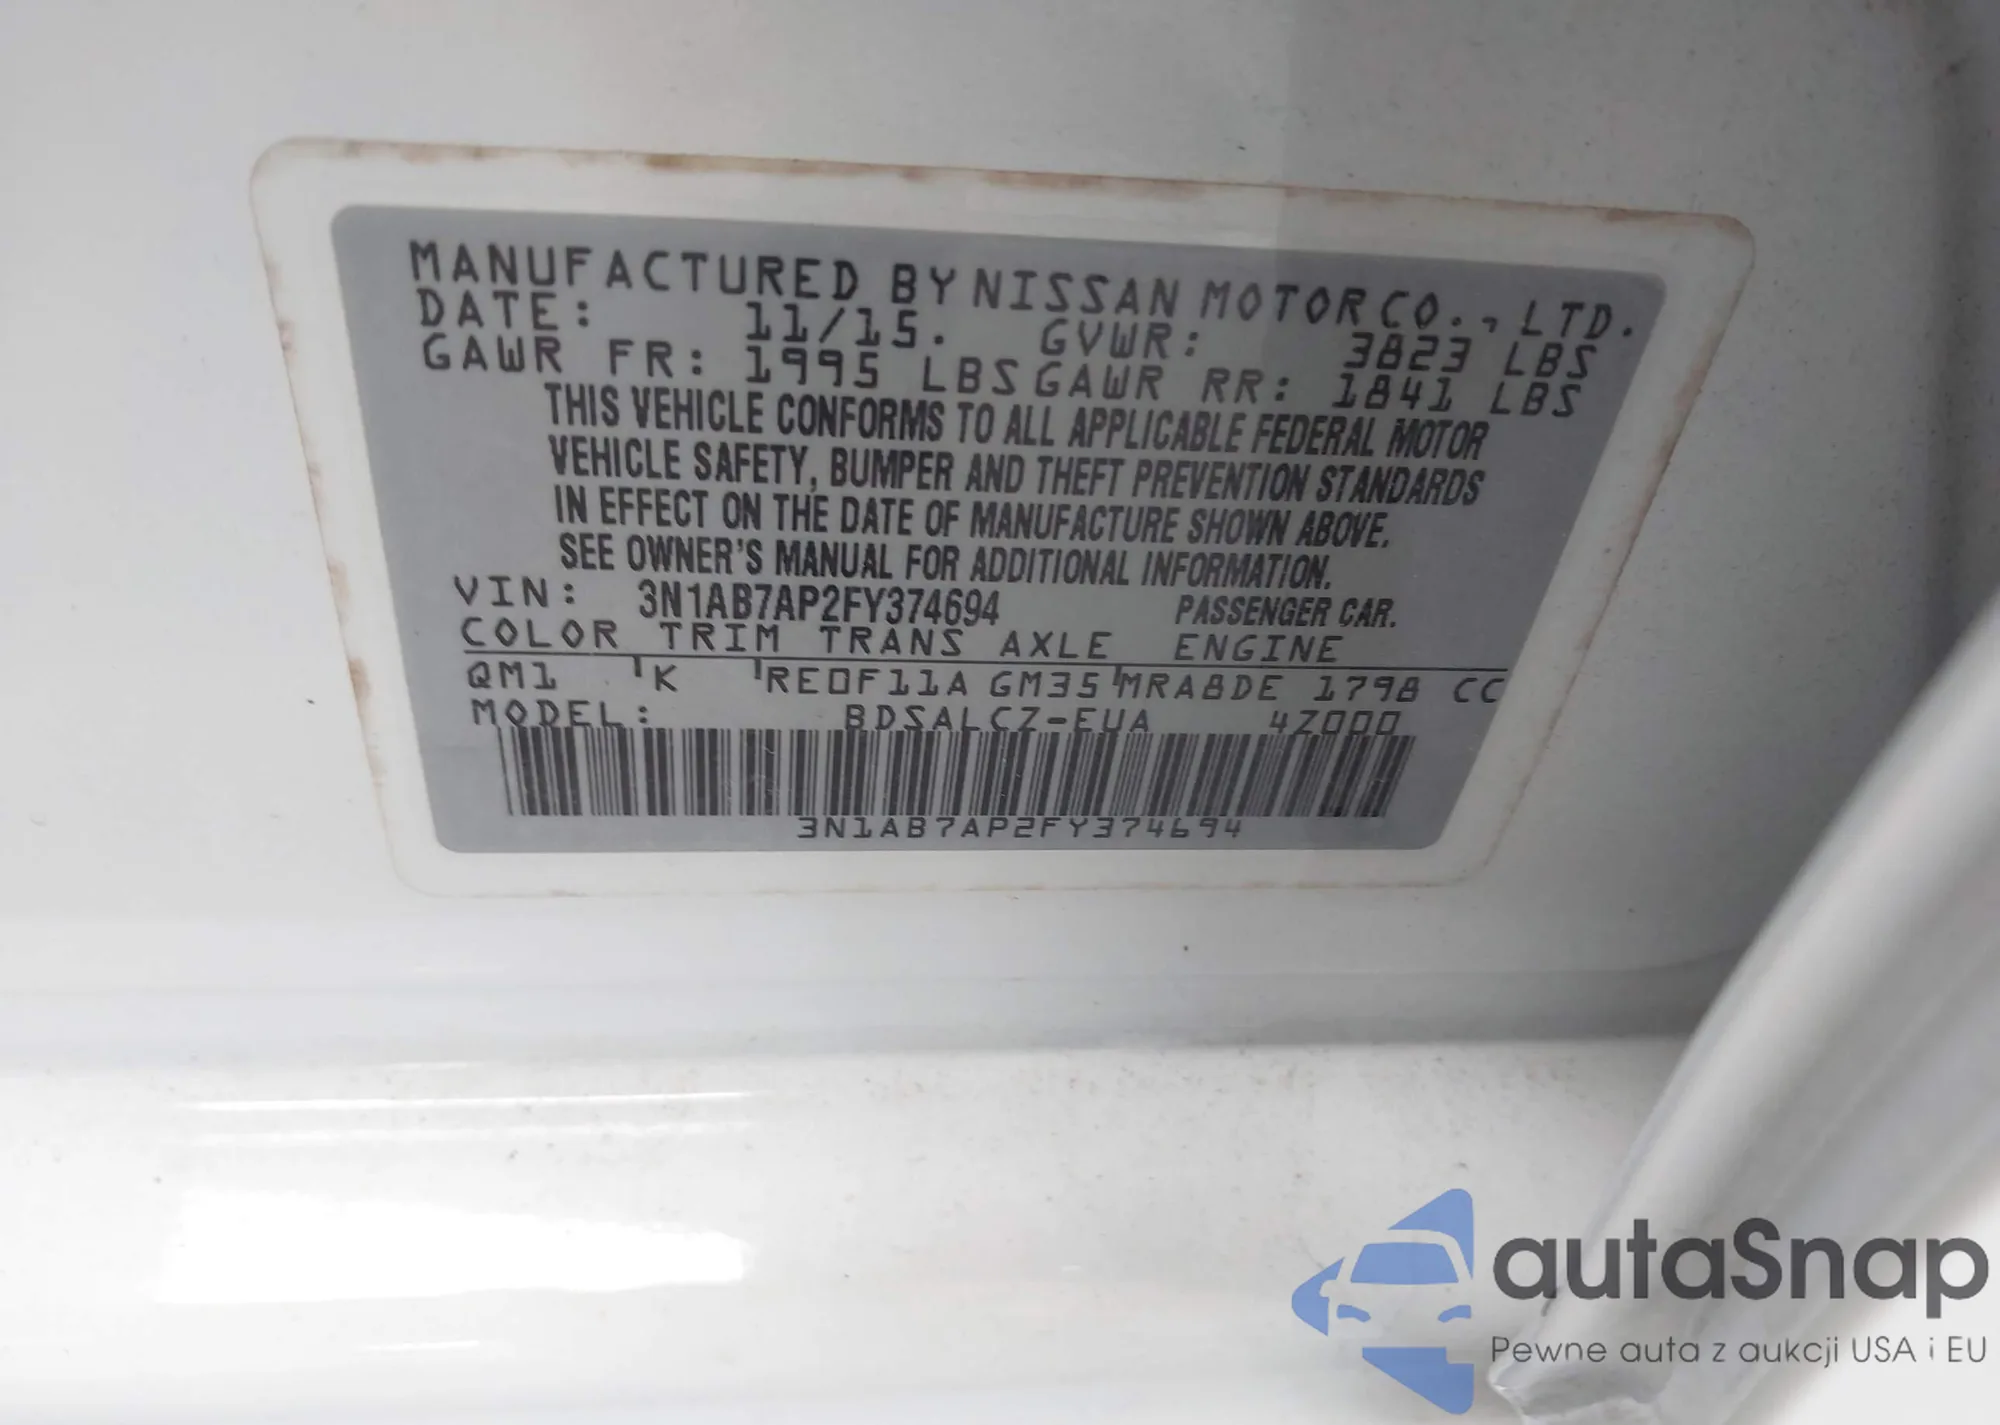 MANUFACTURED BY NISSAN MOTOR CO., LTD.
DATE: 11/15. GVWR: 3823 LBS
GAWR FR: 1995 LBS GAWR RR: 1841 LBS
THIS VEHICLE CONFORMS TO ALL APPLICABLE FEDERAL MOTOR
VEHICLE SAFETY, BUMPER AND THEFT PREVENTION STANDARDS
IN EFFECT ON THE DATE OF MANUFACTURE SHOWN ABOVE.
SEE OWNER'S MANUAL FOR ADDITIONAL INFORMATION.
VIN: 3N1AB7AP2FY374694 PASSENGER CAR.
COLOR TRIM TRANS AXLE ENGINE
QM1 K RE0F11A GM35 MRA8DE 1798 CC
MODEL: BDSALCZ-EUA 4Z000
3N1AB7AP2FY374694
autaSnap
Pewne auta z aukcji USA i EU